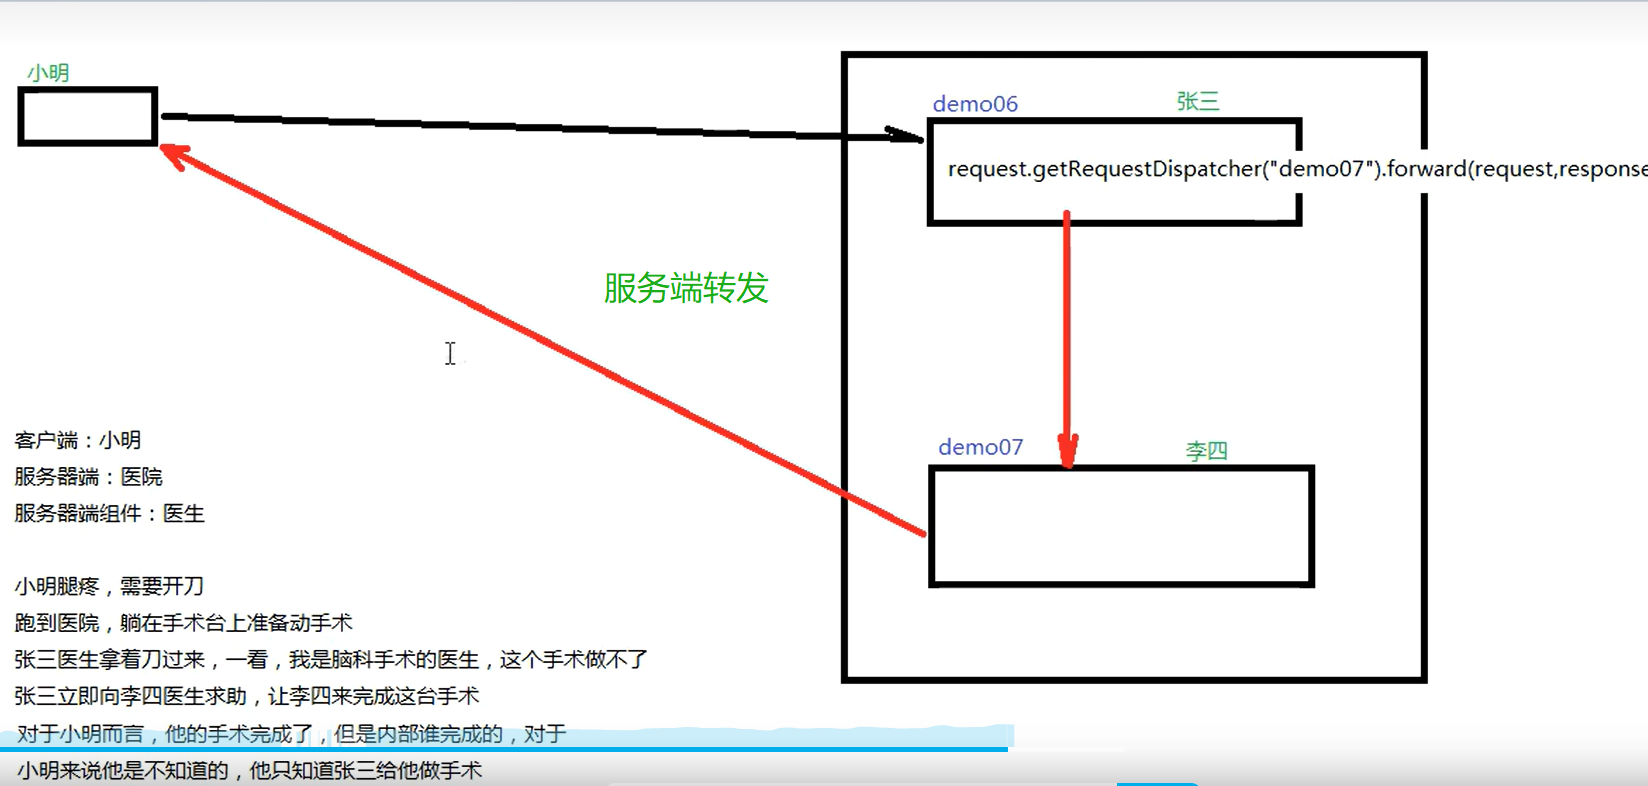 小明
demo06
张三
request.getRequestDispatcher("demo07").forward(request,response
服务端转发
demo07
李四
客户端：小明
服务器端：医院
服务器端组件：医生
小明腿疼，需要开刀
跑到医院，躺在手术台上准备动手术
张三医生拿着刀过来，一看，我是脑科手术的医生，这个手术做不了
张三立即向李四医生求助，让李四来完成这台手术
对于小明而言，他的手术完成了，但是内部谁完成的，对于
小明来说他是不知道的，他只知道张三给他做手术